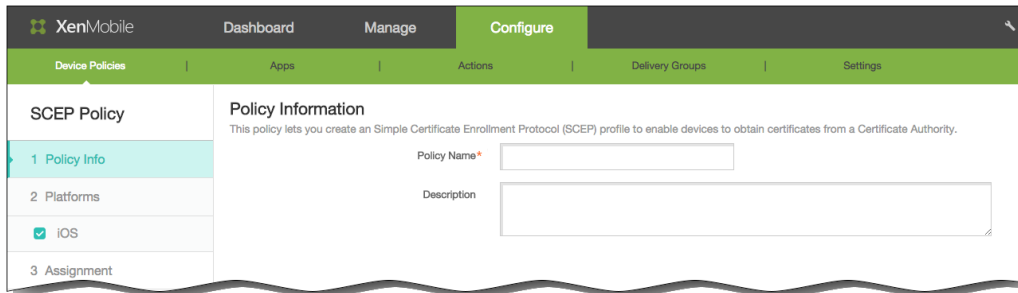 XenMobile Dashboard Manage Configure
Device Policies | Apps | Actions | Delivery Groups | Settings
SCEP Policy
1 Policy Info
2 Platforms
iOS
3 Assignment
Policy Information
This policy lets you create an Simple Certificate Enrollment Protocol (SCEP) profile to enable devices to obtain certificates from a Certificate Authority.
Policy Name*
Description